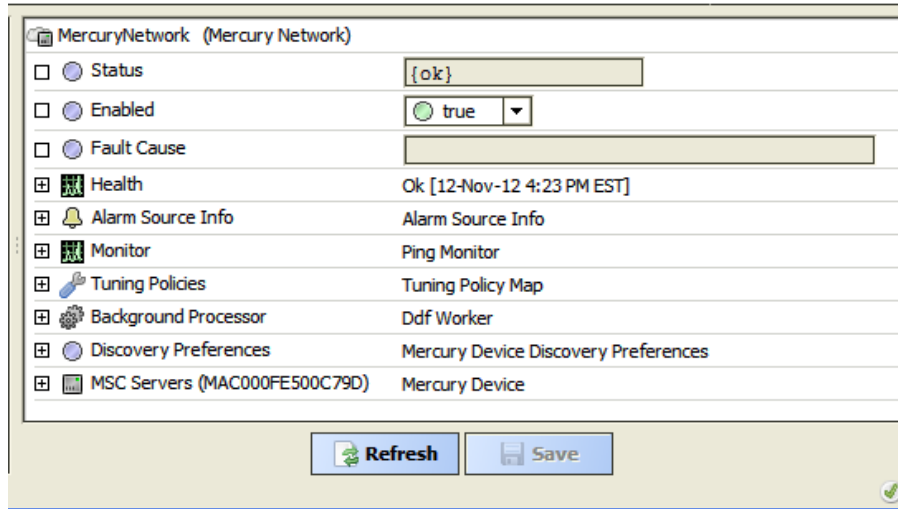 MercuryNetwork (Mercury Network)
Status {ok}
Enabled true
Fault Cause
Health Ok [12-Nov-12 4:23 PM EST]
Alarm Source Info Alarm Source Info
Monitor Ping Monitor
Tuning Policies Tuning Policy Map
Background Processor Ddf Worker
Discovery Preferences Mercury Device Discovery Preferences
MSC Servers (MAC000FE500C79D) Mercury Device
Refresh Save